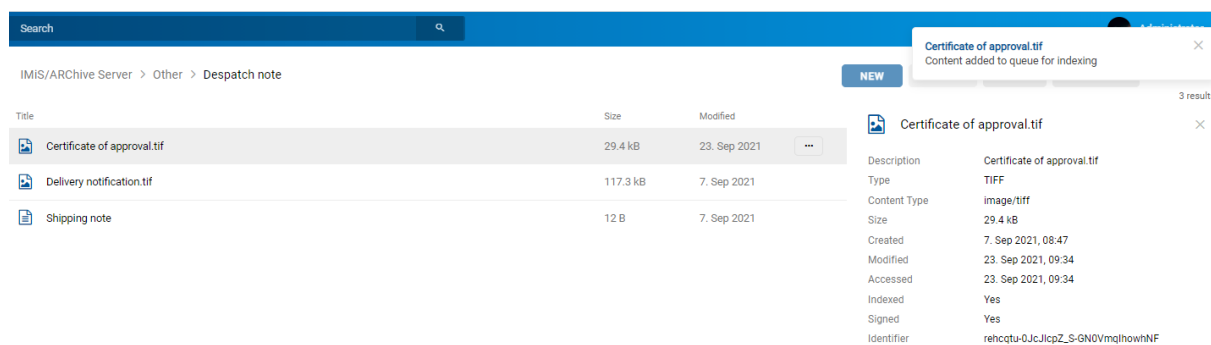 Search
Certificate of approval.tif
Content added to queue for indexing
IMiS/ARChive Server > Other > Despatch note
NEW
3 result
Title Size Modified
Certificate of approval.tif 29.4 kB 23. Sep 2021 ...
Delivery notification.tif 117.3 kB 7. Sep 2021
Shipping note 12 B 7. Sep 2021
Certificate of approval.tif
Description Certificate of approval.tif
Type TIFF
Content Type image/tiff
Size 29.4 kB
Created 7. Sep 2021, 08:47
Modified 23. Sep 2021, 09:34
Accessed 23. Sep 2021, 09:34
Indexed Yes
Signed Yes
Identifier